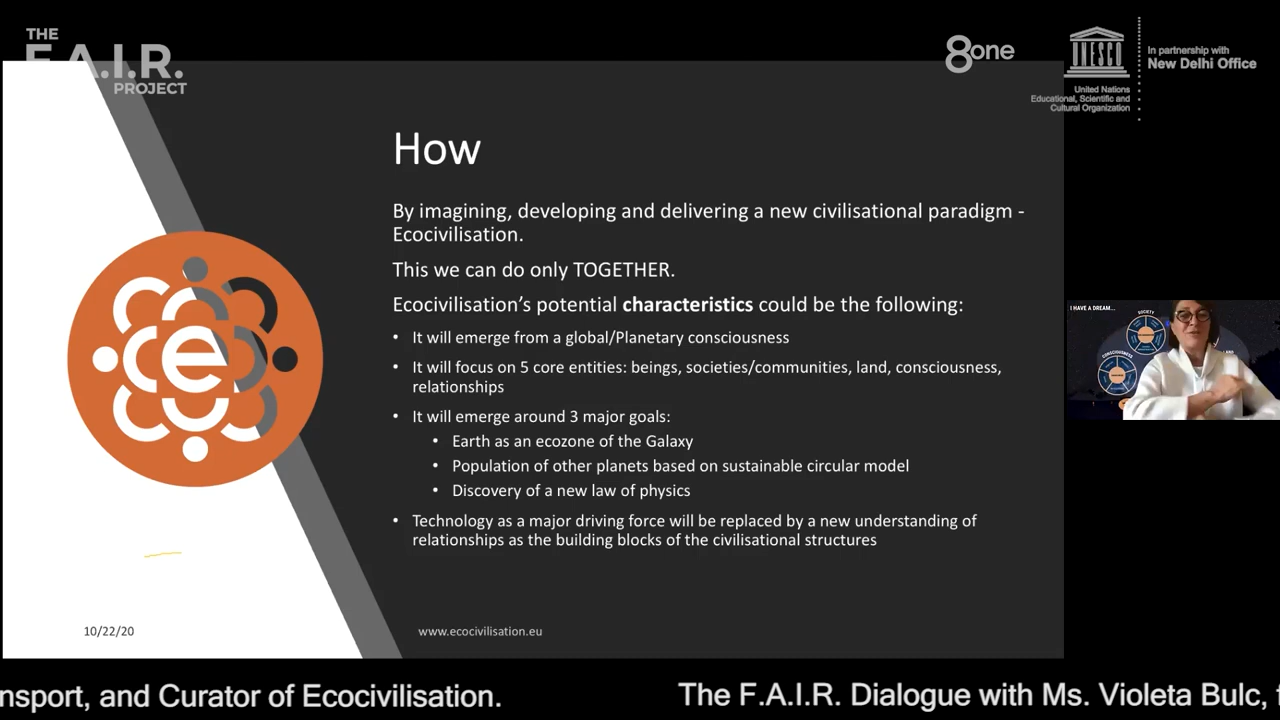 THE
F.A.I.R.
PROJECT
8one
UNESCO
United Nations
Educational, Scientific and
Cultural Organization
In partnership with
New Delhi Office
How
By imagining, developing and delivering a new civilisational paradigm -
Ecocivilisation.
This we can do only TOGETHER.
Ecocivilisation’s potential characteristics could be the following:
• It will emerge from a global/Planetary consciousness
• It will focus on 5 core entities: beings, societies/communities, land, consciousness,
relationships
• It will emerge around 3 major goals:
• Earth as an ecozone of the Galaxy
• Population of other planets based on sustainable circular model
• Discovery of a new law of physics
• Technology as a major driving force will be replaced by a new understanding of
relationships as the building blocks of the civilisational structures
e
10/22/20
www.ecocivilisation.eu
I HAVE A DREAM...
SOCIETY
CONSCIOUSNESS
nsport, and Curator of Ecocivilisation.
The F.A.I.R. Dialogue with Ms. Violeta Bulc, f